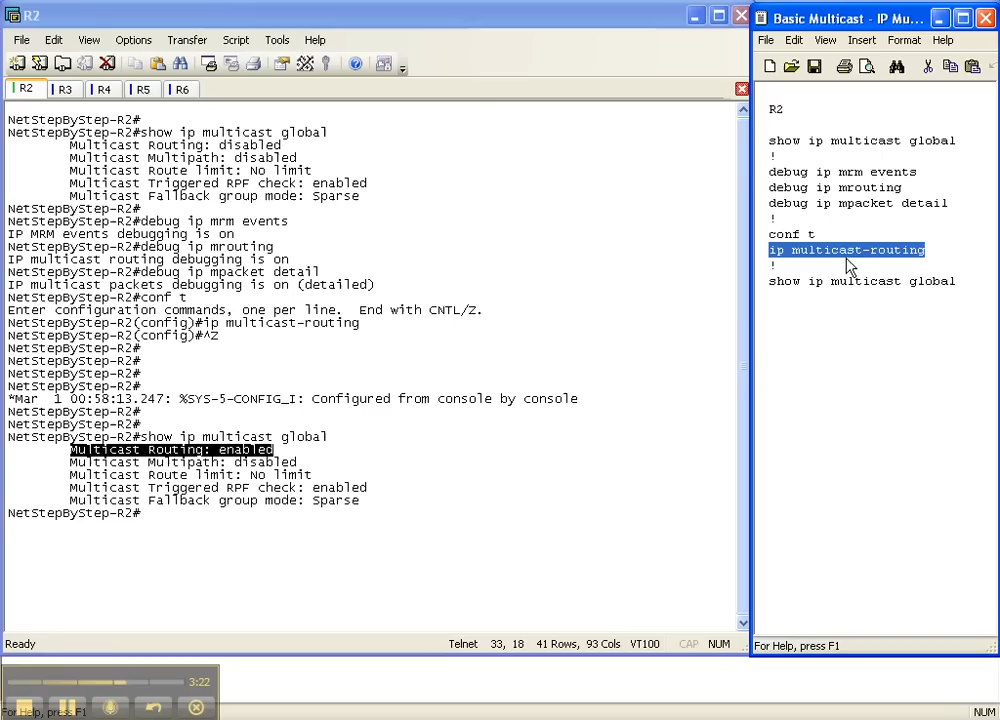 R2
File Edit View Options Transfer Script Tools Help
R2 R3 R4 R5 R6
NetStepByStep-R2#
NetStepByStep-R2#show ip multicast global
Multicast Routing: disabled
Multicast Multipath: disabled
Multicast Route limit: No limit
Multicast Triggered RPF check: enabled
Multicast Fallback group mode: Sparse
NetStepByStep-R2#
NetStepByStep-R2#debug ip mrm events
IP MRM events debugging is on
NetStepByStep-R2#debug ip mrouting
IP multicast routing debugging is on
NetStepByStep-R2#debug ip mpacket detail
IP multicast packets debugging is on (detailed)
NetStepByStep-R2#conf t
Enter configuration commands, one per line.  End with CNTL/Z.
NetStepByStep-R2(config)#ip multicast-routing
NetStepByStep-R2(config)#^Z
NetStepByStep-R2#
NetStepByStep-R2#
NetStepByStep-R2#
NetStepByStep-R2#
*Mar  1 00:58:13.247: %SYS-5-CONFIG_I: Configured from console by console
NetStepByStep-R2#
NetStepByStep-R2#
NetStepByStep-R2#show ip multicast global
Multicast Routing: enabled
Multicast Multipath: disabled
Multicast Route limit: No limit
Multicast Triggered RPF check: enabled
Multicast Fallback group mode: Sparse
NetStepByStep-R2#
Ready Telnet 33, 18 41 Rows, 93 Cols VT100 CAP NUM
Basic Multicast - IP Mu...
File Edit View Insert Format Help
R2
show ip multicast global
!
debug ip mrm events
debug ip mrouting
debug ip mpacket detail
!
conf t
ip multicast-routing
!
show ip multicast global
For Help, press F1
3:22
For Help, press F1 NUM